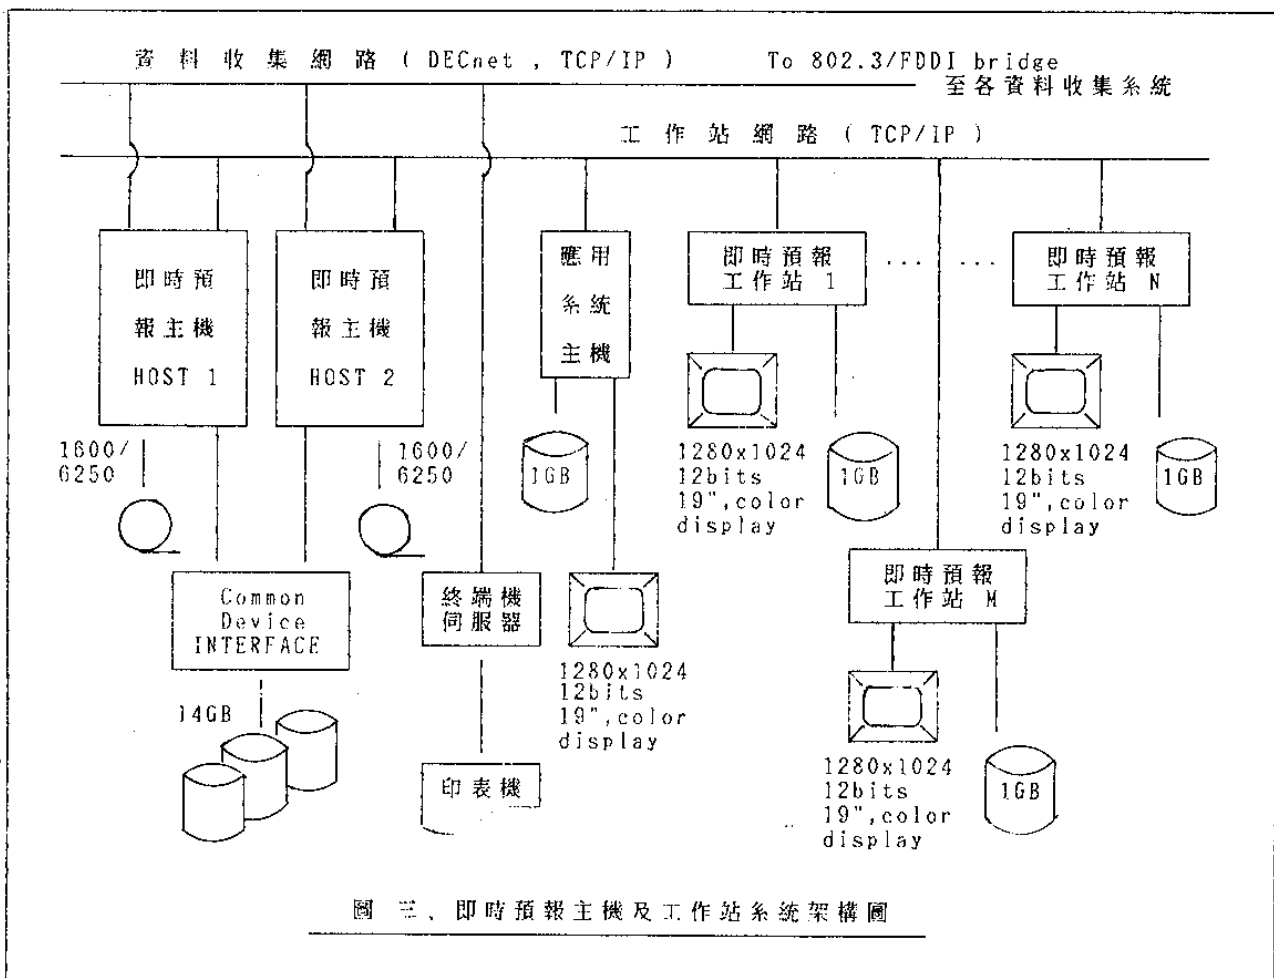 資料收集網路 ( DECnet , TCP/IP )
To 802.3/FDDI bridge
至各資料收集系統
工作站網路 ( TCP/IP )
即時預
報主機
HOST 1
即時預
報主機
HOST 2
應用
系統
主機
即時預報
工作站 1
... ...
即時預報
工作站 N
1600/
6250
1600/
6250
1GB
1280x1024
12bits
19",color
display
1GB
1280x1024
12bits
19",color
display
1GB
Common
Device
INTERFACE
終端機
伺服器
1280x1024
12bits
19",color
display
即時預報
工作站 M
14GB
印表機
1280x1024
12bits
19",color
display
1GB
圖 三、即時預報主機及工作站系統架構圖